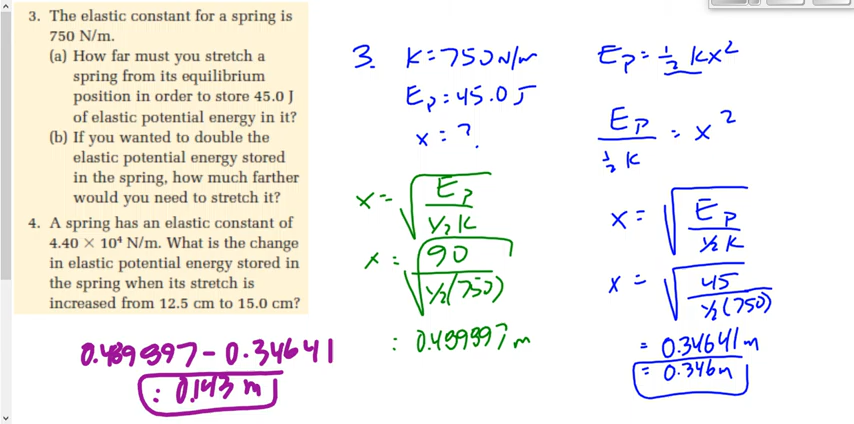 3. The elastic constant for a spring is
750 N/m.
(a) How far must you stretch a
spring from its equilibrium
position in order to store 45.0 J
of elastic potential energy in it?
(b) If you wanted to double the
elastic potential energy stored
in the spring, how much farther
would you need to stretch it?
4. A spring has an elastic constant of
4.40 × 10⁴ N/m. What is the change
in elastic potential energy stored in
the spring when its stretch is
increased from 12.5 cm to 15.0 cm?
3. K = 750 N/m
Ep = 45.0 J
x = ?
x = √(Ep / ½ K)
x = √(90 / ½(750))
: 0.489897 m
Ep = ½ Kx²
Ep / ½ K = x²
x = √(Ep / ½ K)
x = √(45 / ½(750))
= 0.34641 m
= 0.346 m
0.489897 - 0.34641
: 0.143 m